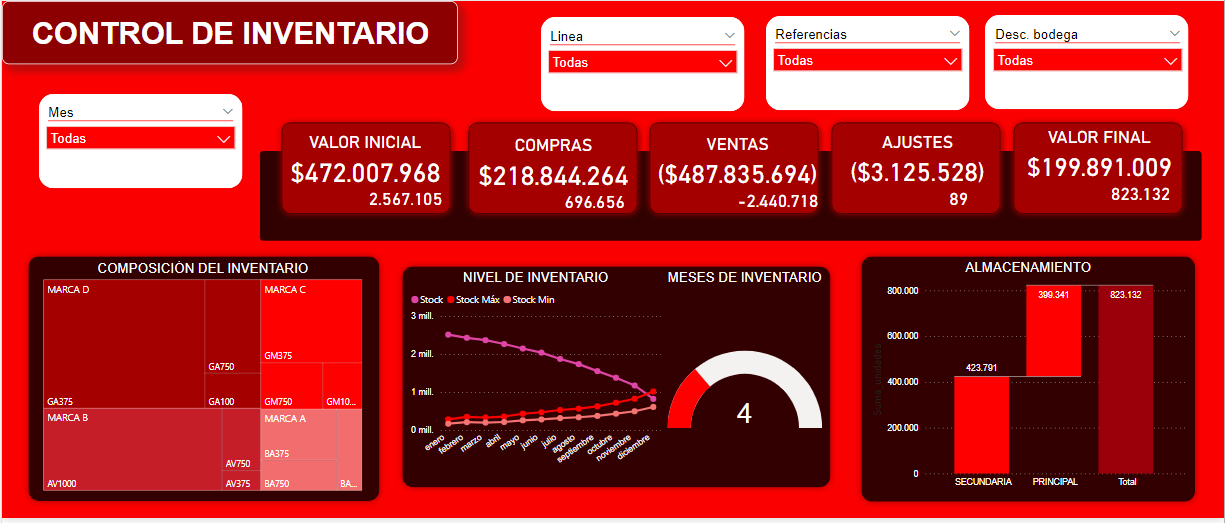 CONTROL DE INVENTARIO
Linea
Todas
Referencias
Todas
Desc. bodega
Todas
Mes
Todas
VALOR INICIAL
$472.007.968
2.567.105
COMPRAS
$218.844.264
696.656
VENTAS
($487.835.694)
-2.440.718
AJUSTES
($3.125.528)
89
VALOR FINAL
$199.891.009
823.132
COMPOSICIÓN DEL INVENTARIO
MARCA D
GA375
GA750
GA100
MARCA C
GM375
GM750
GM10...
MARCA B
AV1000
AV750
AV375
MARCA A
BA375
BA750
BA...
NIVEL DE INVENTARIO
Stock Stock Máx Stock Min
3 mill.
2 mill.
1 mill.
0 mill.
enero
febrero
marzo
abril
mayo
junio
julio
agosto
septiembre
octubre
noviembre
diciembre
MESES DE INVENTARIO
4
ALMACENAMIENTO
Suma_unidades
800.000
600.000
400.000
200.000
0
423.791
399.341
823.132
SECUNDARIA
PRINCIPAL
Total